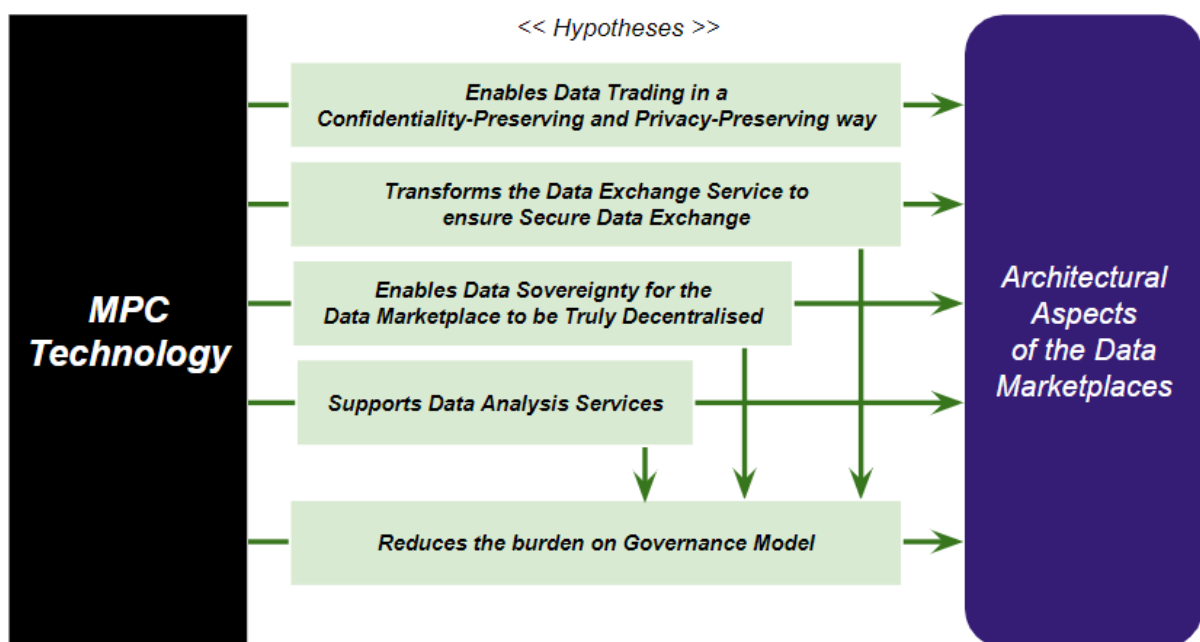 << Hypotheses >>
MPC
Technology
Enables Data Trading in a
Confidentiality-Preserving and Privacy-Preserving way
Transforms the Data Exchange Service to
ensure Secure Data Exchange
Enables Data Sovereignty for the
Data Marketplace to be Truly Decentralised
Supports Data Analysis Services
Reduces the burden on Governance Model
Architectural
Aspects
of the Data
Marketplaces